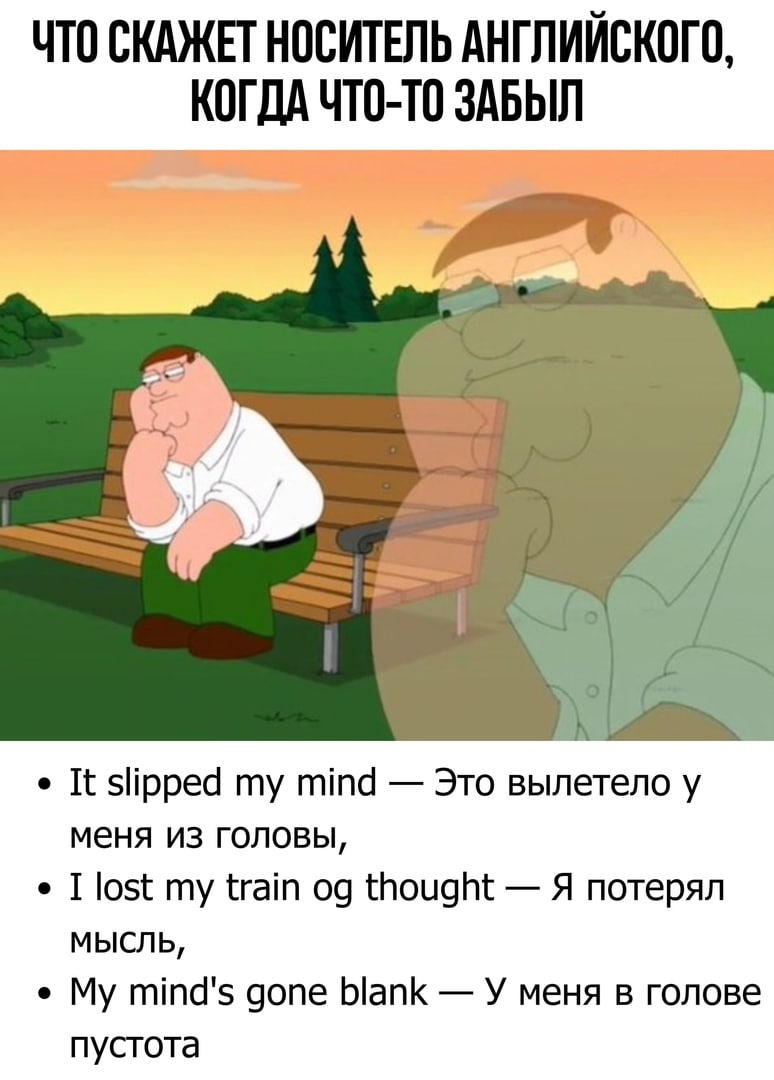 ЧТО СКАЖЕТ НОСИТЕЛЬ АНГЛИЙСКОГО,
КОГДА ЧТО-ТО ЗАБЫЛ
• It slipped my mind — Это вылетело у
меня из головы,
• I lost my train og thought — Я потерял
мысль,
• My mind's gone blank — У меня в голове
пустота